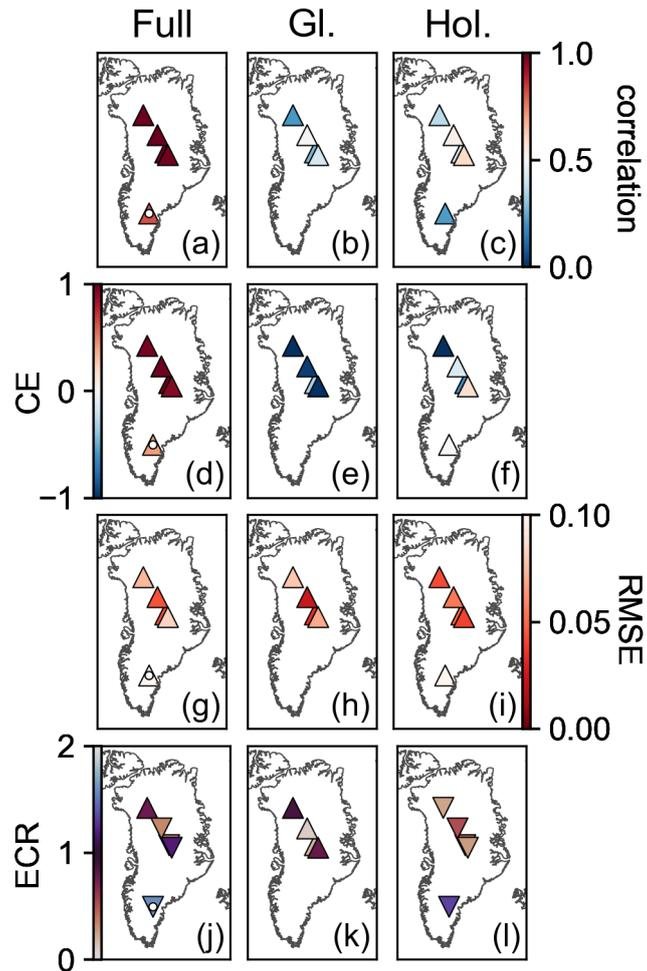 Full Gl. Hol.
(a) (b) (c)
1.0
0.5
0.0
correlation
CE
1
0
−1
(d) (e) (f)
(g) (h) (i)
0.10
0.05
0.00
RMSE
ECR
2
1
0
(j) (k) (l)